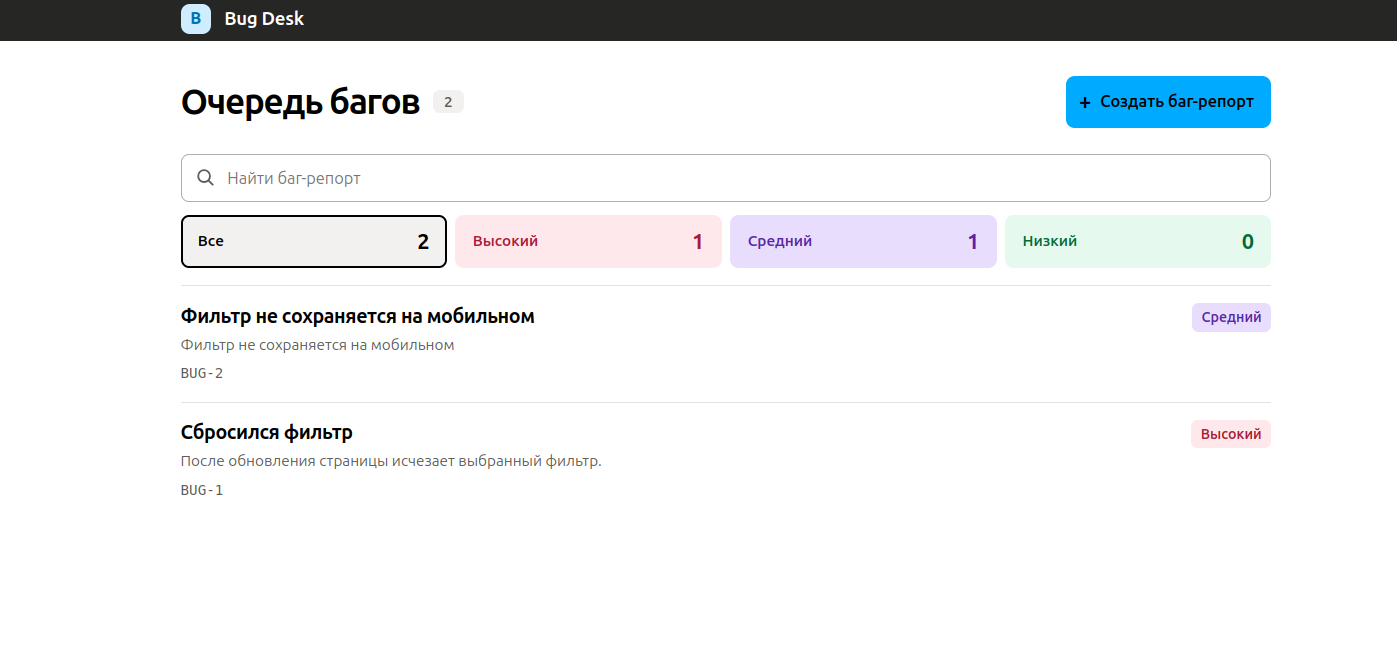 B Bug Desk
Очередь багов 2
+ Создать баг-репорт
Найти баг-репорт
Все 2
Высокий 1
Средний 1
Низкий 0
Фильтр не сохраняется на мобильном
Средний
Фильтр не сохраняется на мобильном
BUG-2
Сбросился фильтр
Высокий
После обновления страницы исчезает выбранный фильтр.
BUG-1